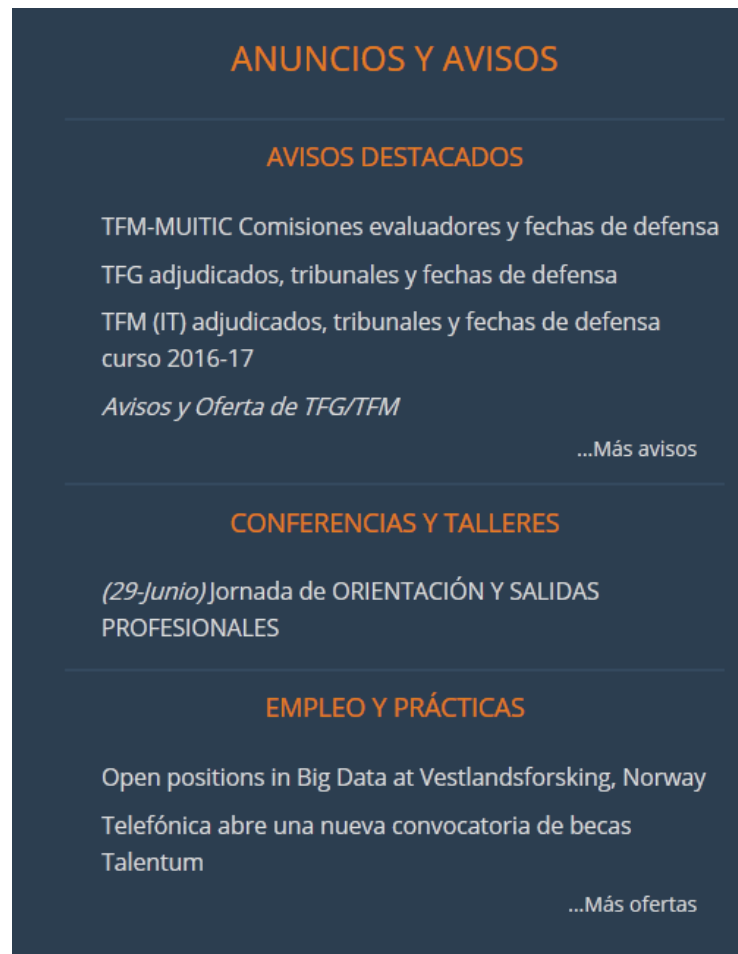 ANUNCIOS Y AVISOS
AVISOS DESTACADOS
TFM-MUITIC Comisiones evaluadores y fechas de defensa
TFG adjudicados, tribunales y fechas de defensa
TFM (IT) adjudicados, tribunales y fechas de defensa
curso 2016-17
Avisos y Oferta de TFG/TFM
...Más avisos
CONFERENCIAS Y TALLERES
(29-Junio) Jornada de ORIENTACIÓN Y SALIDAS
PROFESIONALES
EMPLEO Y PRÁCTICAS
Open positions in Big Data at Vestlandsforsking, Norway
Telefónica abre una nueva convocatoria de becas
Talentum
...Más ofertas